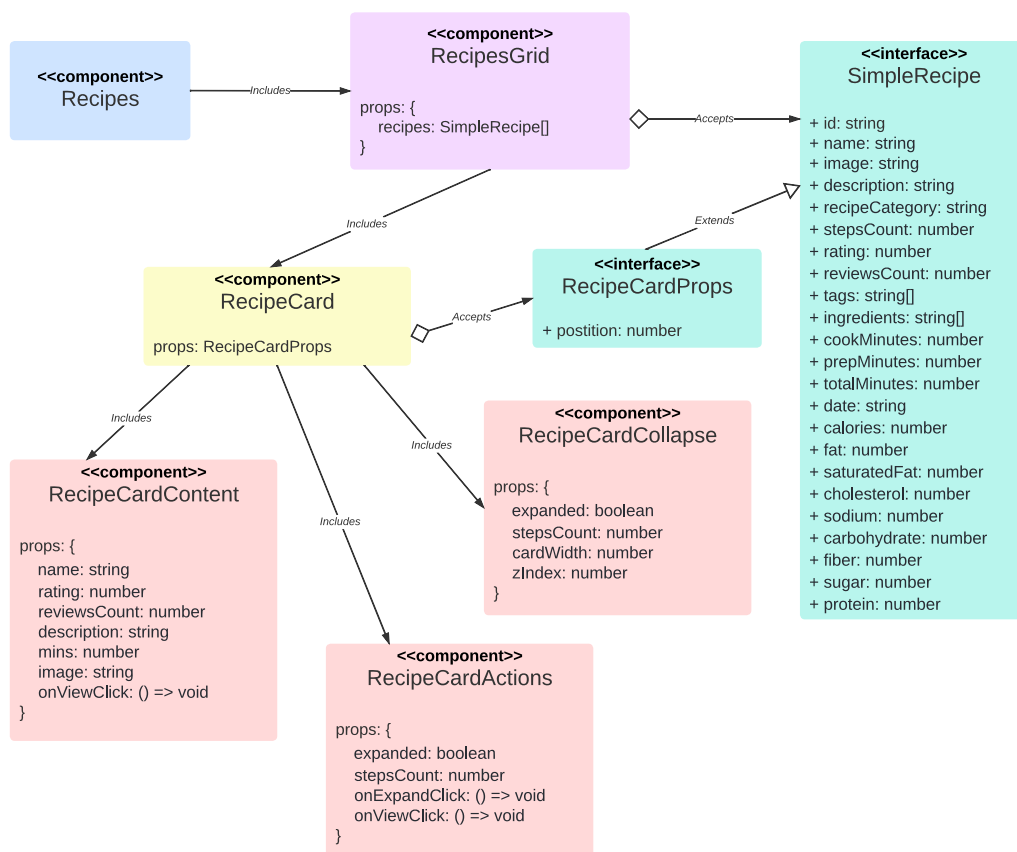 <<component>>
Recipes
Includes
<<component>>
RecipesGrid
props: {
recipes: SimpleRecipe[]
}
Accepts
<<interface>>
SimpleRecipe
+ id: string
+ name: string
+ image: string
+ description: string
+ recipeCategory: string
+ stepsCount: number
+ rating: number
+ reviewsCount: number
+ tags: string[]
+ ingredients: string[]
+ cookMinutes: number
+ prepMinutes: number
+ totalMinutes: number
+ date: string
+ calories: number
+ fat: number
+ saturatedFat: number
+ cholesterol: number
+ sodium: number
+ carbohydrate: number
+ fiber: number
+ sugar: number
+ protein: number
Includes
Extends
<<component>>
RecipeCard
props: RecipeCardProps
Accepts
<<interface>>
RecipeCardProps
+ postition: number
Includes
Includes
Includes
<<component>>
RecipeCardContent
props: {
name: string
rating: number
reviewsCount: number
description: string
mins: number
image: string
onViewClick: () => void
}
<<component>>
RecipeCardCollapse
props: {
expanded: boolean
stepsCount: number
cardWidth: number
zIndex: number
}
<<component>>
RecipeCardActions
props: {
expanded: boolean
stepsCount: number
onExpandClick: () => void
onViewClick: () => void
}